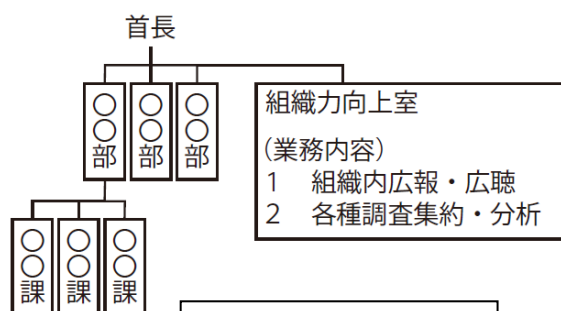 首長
○○部
○○部
○○部
組織力向上室
(業務内容)
1 組織内広報・広聴
2 各種調査集約・分析
○○課
○○課
○○課